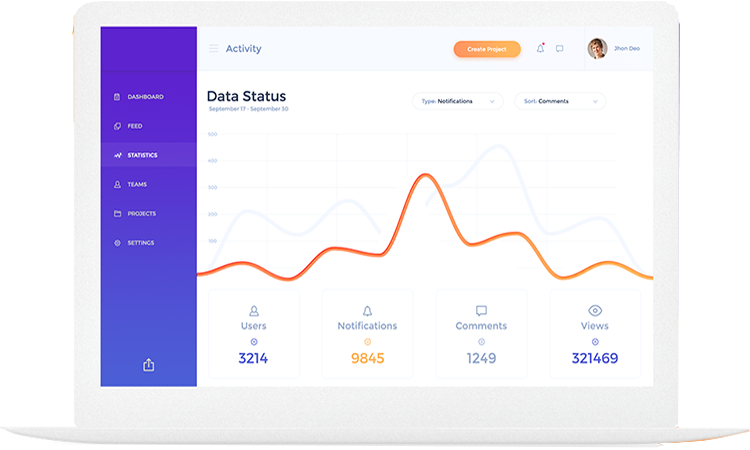 Activity
Create Project
Jhon Deo
DASHBOARD
FEED
STATISTICS
TEAMS
PROJECTS
SETTINGS
Data Status
September 17 - September 30
Type: Notifications
Sort: Comments
500
400
300
200
100
Users
3214
Notifications
9845
Comments
1249
Views
321469